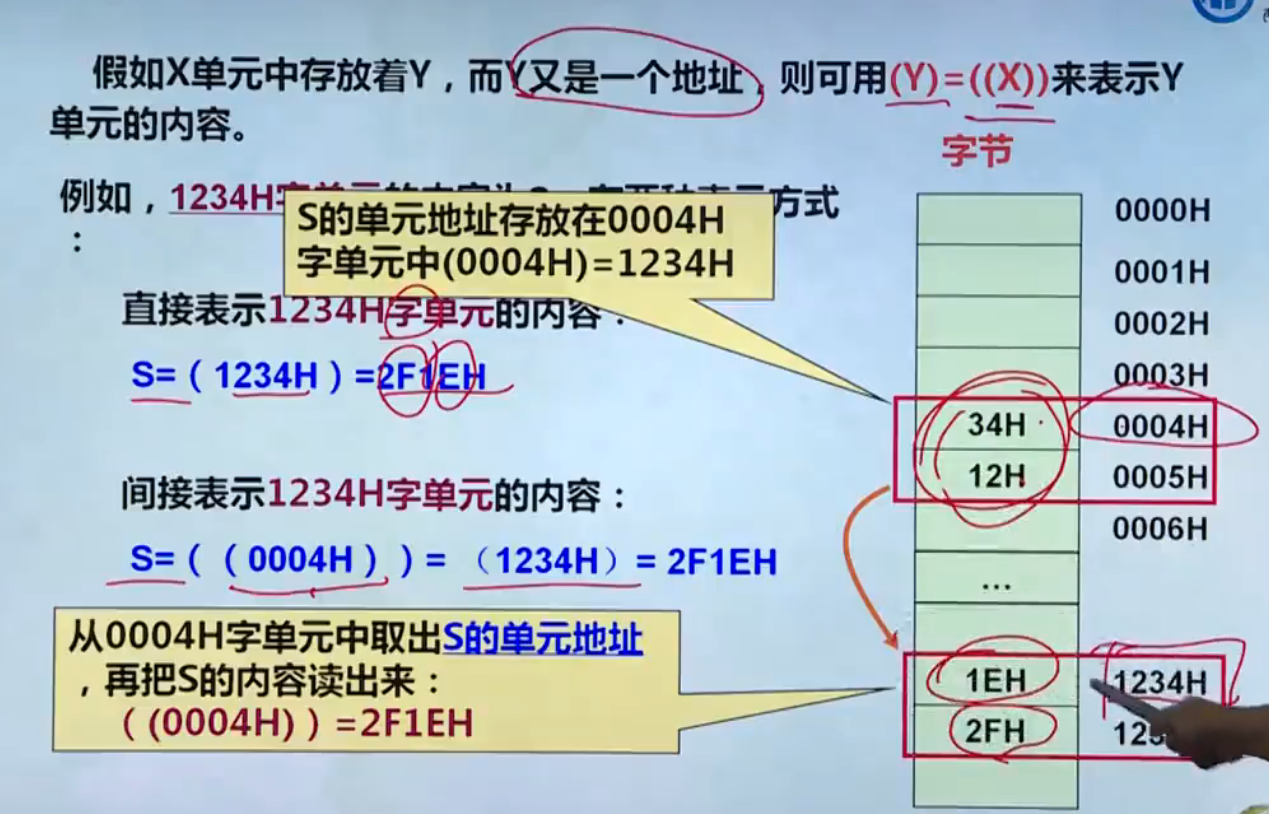 假如X单元中存放着Y，而Y又是一个地址，则可用(Y)=((X))来表示Y
单元的内容。
字节
例如，1234H
方式
：
S的单元地址存放在0004H
字单元中(0004H)=1234H
直接表示1234H字单元的内容：
S=（1234H）=2F1EH
间接表示1234H字单元的内容：
S=（（0004H））=（1234H）= 2F1EH
从0004H字单元中取出S的单元地址
，再把S的内容读出来：
（(0004H)）=2F1EH
0000H
0001H
0002H
0003H
34H 0004H
12H 0005H
0006H
...
1EH 1234H
2FH